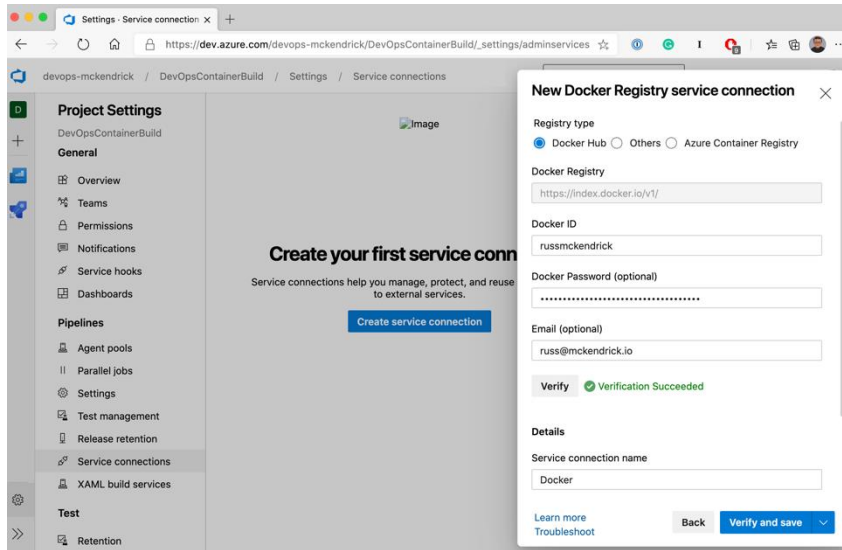 Settings · Service connection ×
https://dev.azure.com/devops-mckendrick/DevOpsContainerBuild/_settings/adminservices
devops-mckendrick / DevOpsContainerBuild / Settings / Service connections
D
Project Settings
DevOpsContainerBuild
General
Overview
Teams
Permissions
Notifications
Service hooks
Dashboards
Pipelines
Agent pools
Parallel jobs
Settings
Test management
Release retention
Service connections
XAML build services
Test
Retention
Image
Create your first service conn
Service connections help you manage, protect, and reuse
to external services.
Create service connection
New Docker Registry service connection
Registry type
Docker Hub Others Azure Container Registry
Docker Registry
https://index.docker.io/v1/
Docker ID
russmckendrick
Docker Password (optional)
Email (optional)
russ@mckendrick.io
Verify Verification Succeeded
Details
Service connection name
Docker
Learn more
Troubleshoot
Back Verify and save